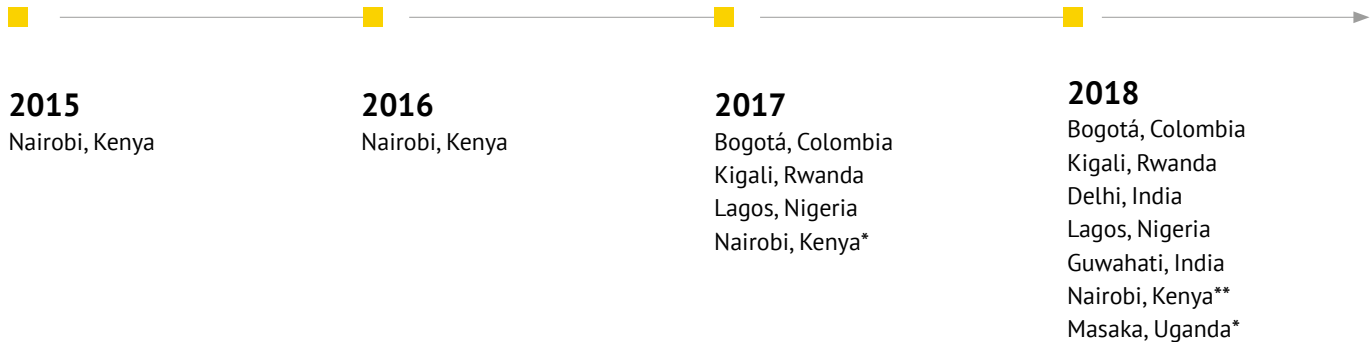 2015
Nairobi, Kenya
2016
Nairobi, Kenya
2017
Bogotá, Colombia
Kigali, Rwanda
Lagos, Nigeria
Nairobi, Kenya*
2018
Bogotá, Colombia
Kigali, Rwanda
Delhi, India
Lagos, Nigeria
Guwahati, India
Nairobi, Kenya**
Masaka, Uganda*